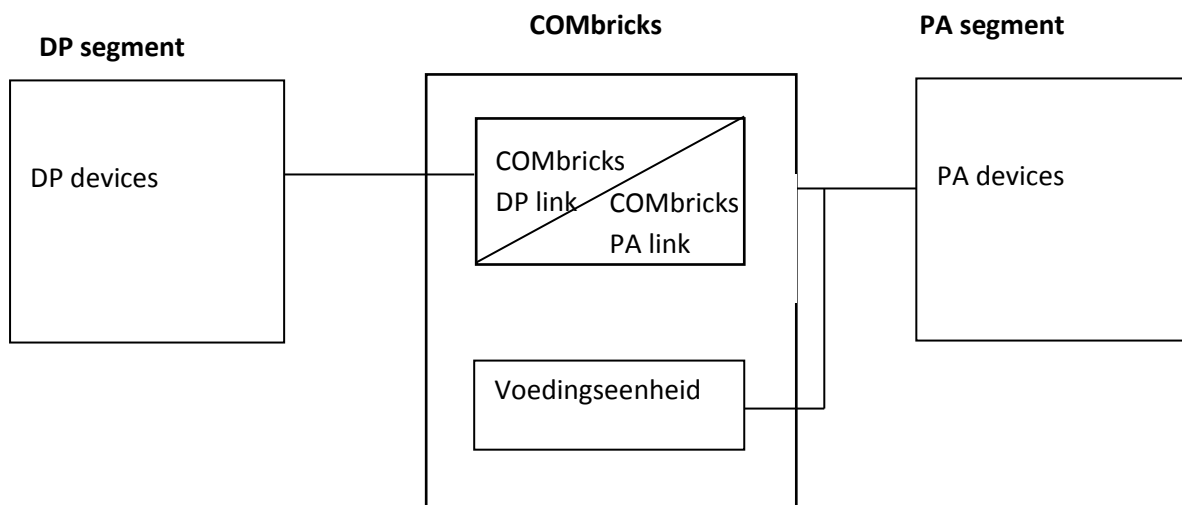 DP segment
COMbricks
PA segment
DP devices
COMbricks
DP link
COMbricks
PA link
PA devices
Voedingseenheid